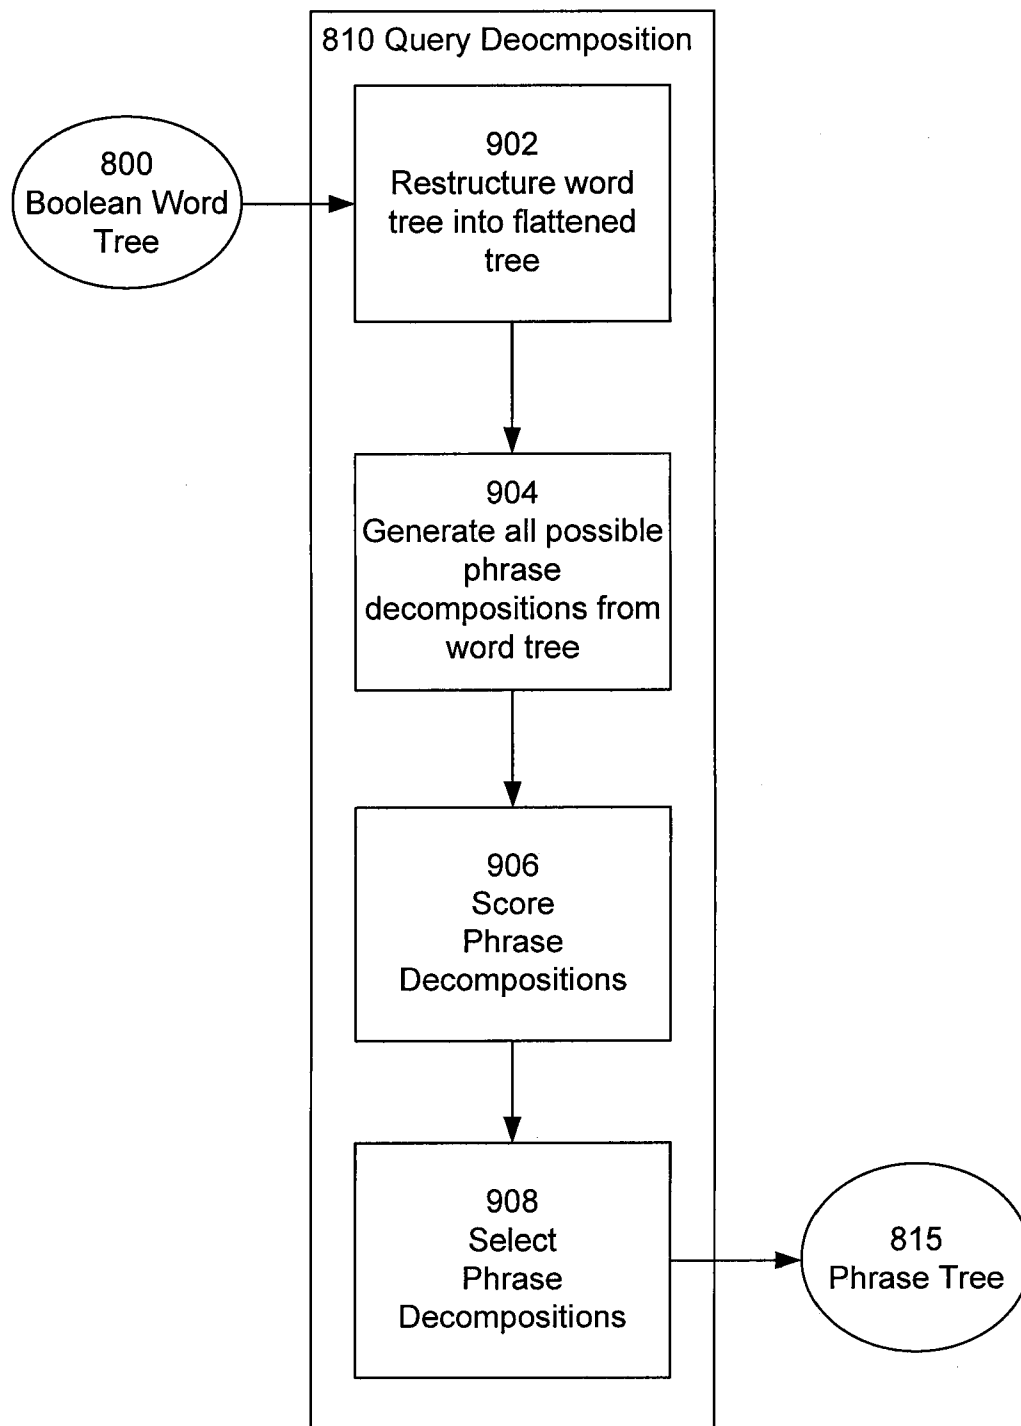 810 Query Deocmposition
800
Boolean Word
Tree
902
Restructure word
tree into flattened
tree
904
Generate all possible
phrase
decompositions from
word tree
906
Score
Phrase
Decompositions
908
Select
Phrase
Decompositions
815
Phrase Tree